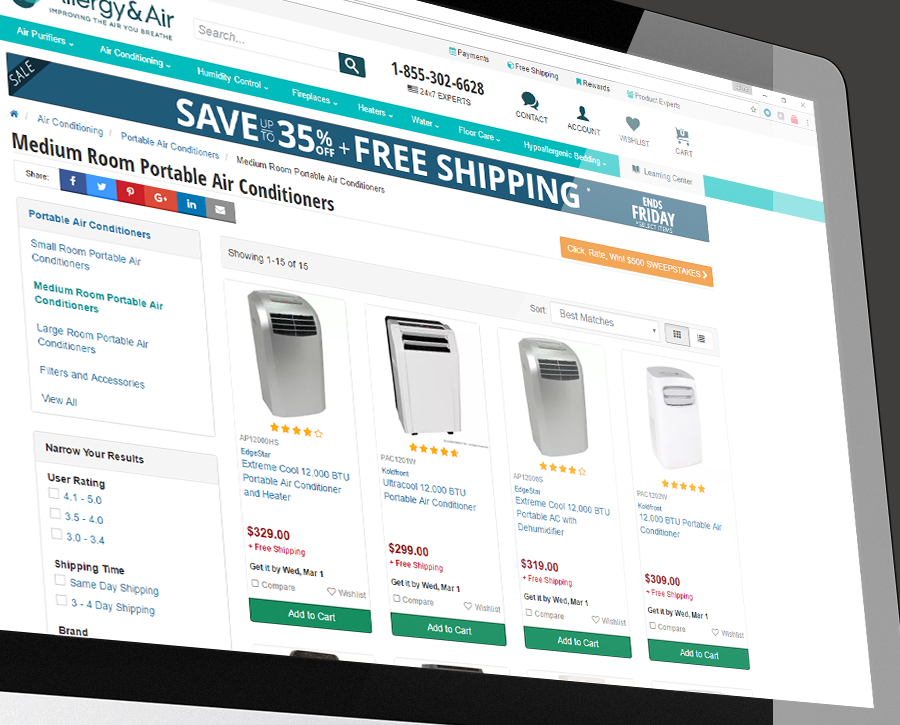 Allergy&Air
IMPROVING THE AIR YOU BREATHE
Search...
1-855-302-6628
24x7 EXPERTS
Payments
Free Shipping
Rewards
Product Experts
CONTACT
ACCOUNT
WISHLIST
CART
Air Purifiers
Air Conditioning
Humidity Control
Fireplaces
Heaters
Water
Floor Care
Hypoallergenic Bedding
Learning Center
SALE
SAVE UP TO 35% OFF + FREE SHIPPING*
ENDS
FRIDAY
*SELECT ITEMS
/ Air Conditioning / Portable Air Conditioners / Medium Room Portable Air Conditioners
Medium Room Portable Air Conditioners
Share:
f
G+
in
Click, Rate, Win! $500 SWEEPSTAKES
Portable Air Conditioners
Small Room Portable Air
Conditioners
Medium Room Portable Air
Conditioners
Large Room Portable Air
Conditioners
Filters and Accessories
View All
Narrow Your Results
User Rating
4.1 - 5.0
3.5 - 4.0
3.0 - 3.4
Shipping Time
Same Day Shipping
3 - 4 Day Shipping
Brand
Showing 1-15 of 15
Sort:
Best Matches
AP12000HS
EdgeStar
Extreme Cool 12,000 BTU
Portable Air Conditioner
and Heater
$329.00
+ Free Shipping
Get it by Wed, Mar 1
Compare
Wishlist
Add to Cart
PAC1201W
Koldfront
Ultracool 12,000 BTU
Portable Air Conditioner
$299.00
+ Free Shipping
Get it by Wed, Mar 1
Compare
Wishlist
Add to Cart
AP12000S
EdgeStar
Extreme Cool 12,000 BTU
Portable AC with
Dehumidifier
$319.00
+ Free Shipping
Get it by Wed, Mar 1
Compare
Wishlist
Add to Cart
PAC1202W
Koldfront
12,000 BTU Portable Air
Conditioner
$309.00
+ Free Shipping
Get it by Wed, Mar 1
Compare
Wishlist
Add to Cart